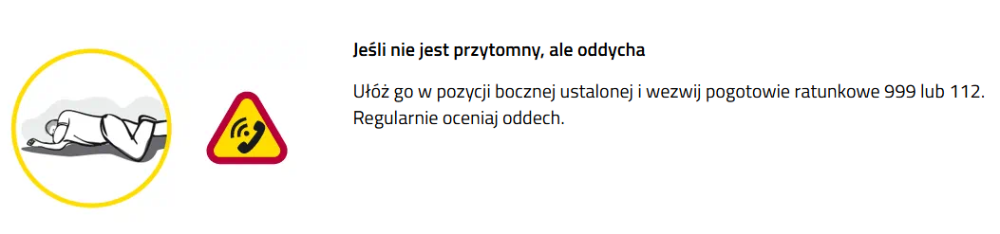 Jeśli nie jest przytomny, ale oddycha
Ułóż go w pozycji bocznej ustalonej i wezwij pogotowie ratunkowe 999 lub 112.
Regularnie oceniaj oddech.